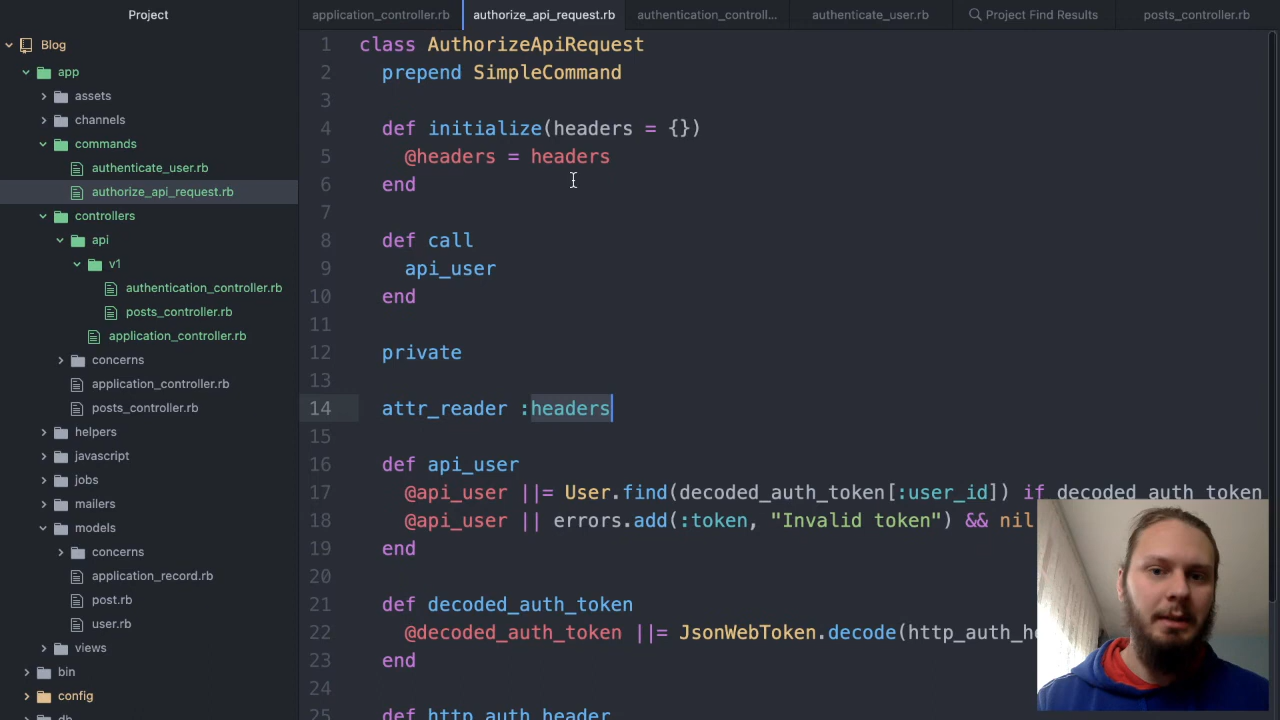 Project
application_controller.rb
authorize_api_request.rb
authentication_controll...
authenticate_user.rb
Project Find Results
posts_controller.rb
Blog
app
assets
channels
commands
authenticate_user.rb
authorize_api_request.rb
controllers
api
v1
authentication_controller.rb
posts_controller.rb
application_controller.rb
concerns
application_controller.rb
posts_controller.rb
helpers
javascript
jobs
mailers
models
concerns
application_record.rb
post.rb
user.rb
views
bin
config
db
1 class AuthorizeApiRequest
2 prepend SimpleCommand
3
4 def initialize(headers = {})
5 @headers = headers
6 end
7
8 def call
9 api_user
10 end
11
12 private
13
14 attr_reader :headers
15
16 def api_user
17 @api_user ||= User.find(decoded_auth_token[:user_id]) if decoded_auth_token
18 @api_user || errors.add(:token, "Invalid token") && nil
19 end
20
21 def decoded_auth_token
22 @decoded_auth_token ||= JsonWebToken.decode(http_auth_he
23 end
24
25 def http_auth_header